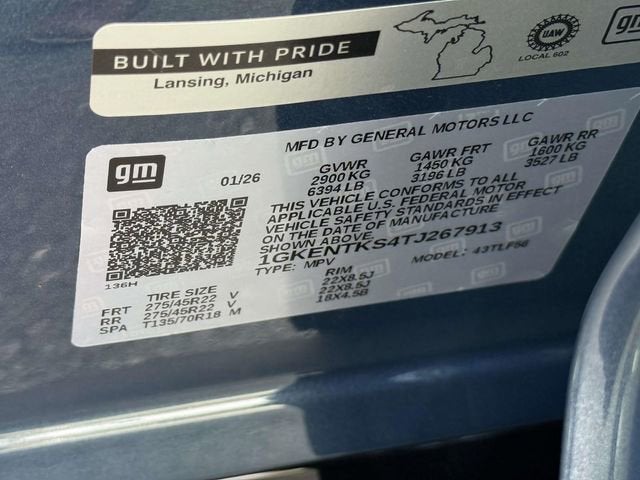 BUILT WITH PRIDE
Lansing, Michigan
UAW
LOCAL 602
gm
MFD BY GENERAL MOTORS LLC
gm
01/26
GVWR GAWR FRT GAWR RR
2900 KG 1450 KG 1600 KG
6394 LB 3196 LB 3527 LB
THIS VEHICLE CONFORMS TO ALL
APPLICABLE U.S. FEDERAL MOTOR
VEHICLE SAFETY STANDARDS IN EFFECT
ON THE DATE OF MANUFACTURE
SHOWN ABOVE.
1GKENTKS4TJ267913
TYPE: MPV MODEL: 43TLF56
136H
TIRE SIZE RIM
FRT 275/45R22 V 22X8.5J
RR 275/45R22 V 22X8.5J
SPA T135/70R18 M 18X4.5B